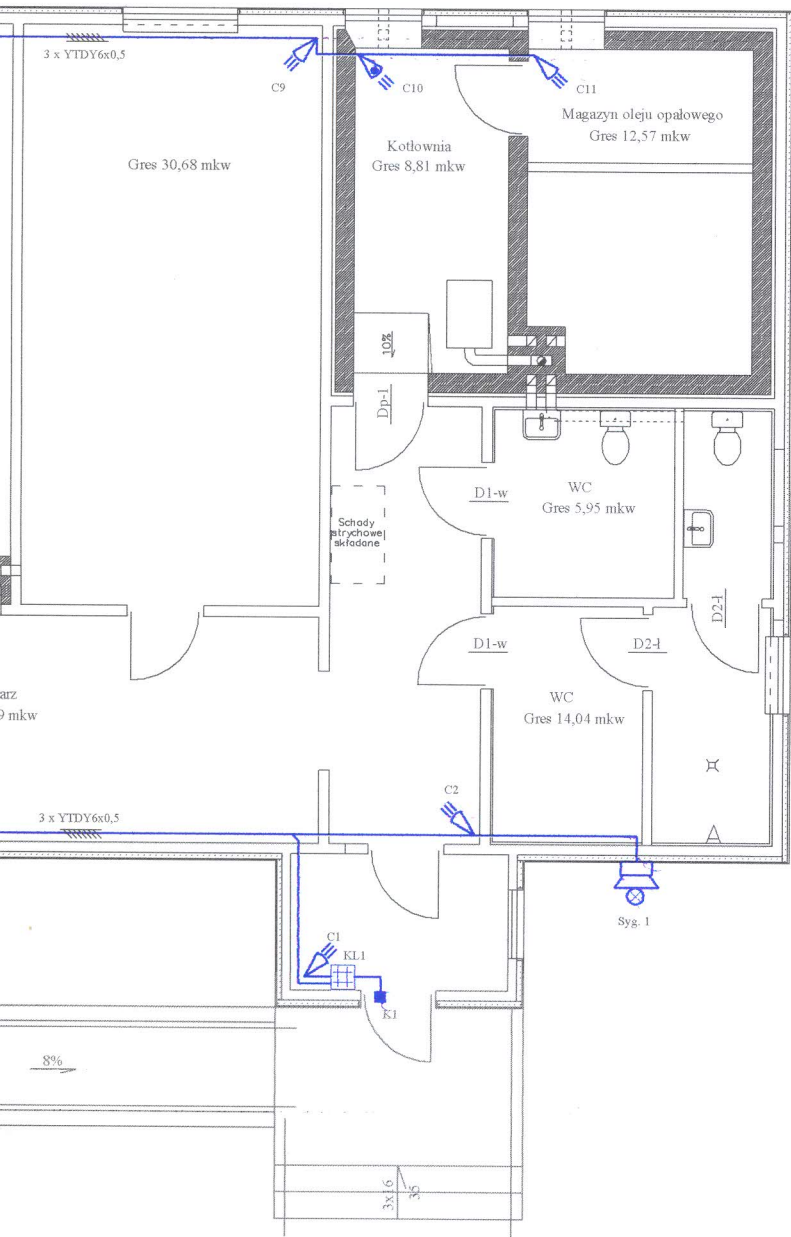 3 x YTDY6x0,5
C9
C10
C11
Magazyn oleju opałowego
Gres 12,57 mkw
Kotłownia
Gres 8,81 mkw
Gres 30,68 mkw
10%
Dp-1
D1-w
WC
Gres 5,95 mkw
Schody
strychowe
składane
D2-ł
D1-w
D2-ł
arz
9 mkw
WC
Gres 14,04 mkw
3 x YTDY6x0,5
C2
Syg. 1
C1
KL1
K1
8%
3x16
35